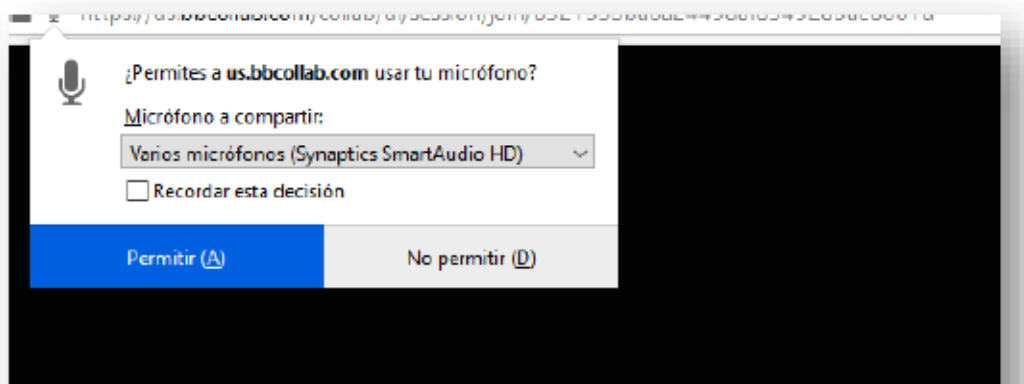 ¿Permites a us.bbcollab.com usar tu micrófono?
Micrófono a compartir:
Varios micrófonos (Synaptics SmartAudio HD)
Recordar esta decisión
Permitir (A)
No permitir (D)